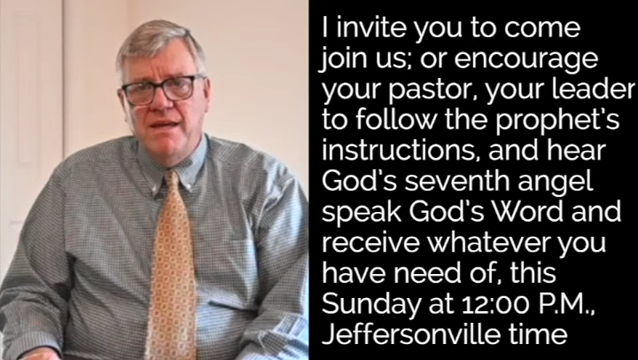 I invite you to come
join us; or encourage
your pastor, your leader
to follow the prophet's
instructions, and hear
God's seventh angel
speak God's Word and
receive whatever you
have need of, this
Sunday at 12:00 P.M.,
Jeffersonville time